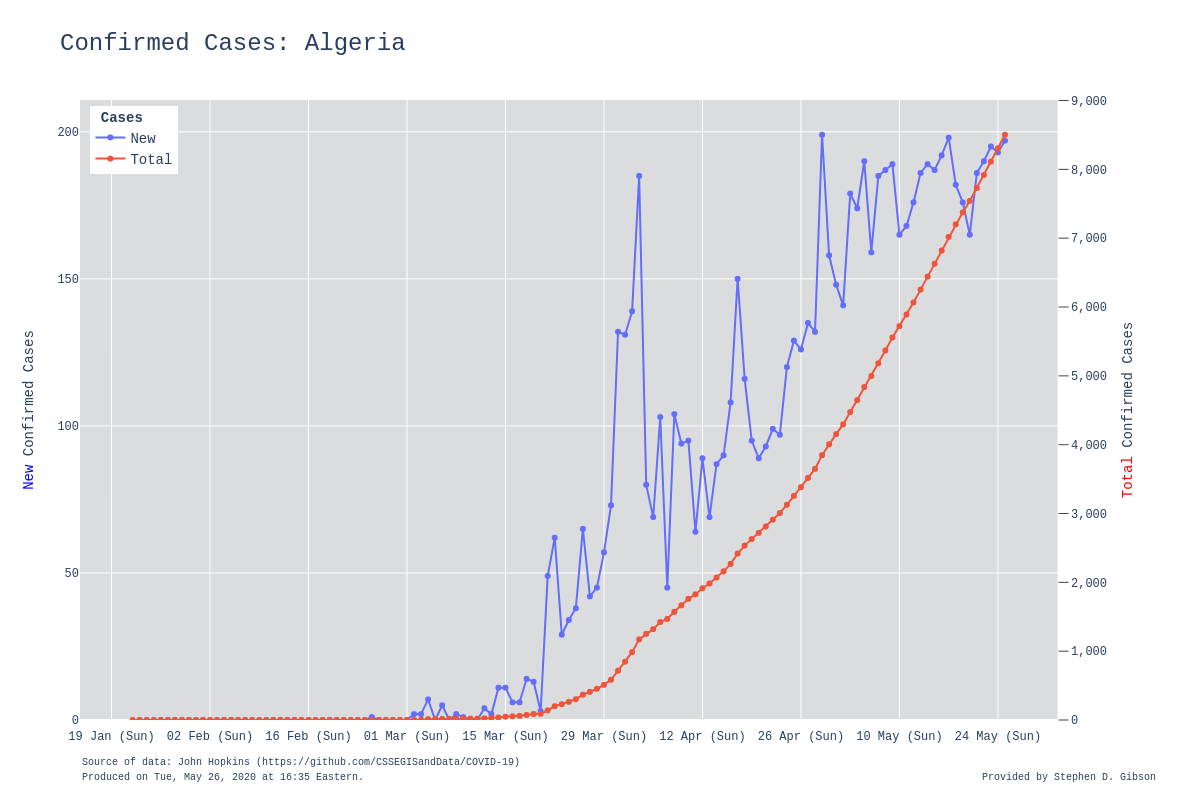 Confirmed Cases: Algeria
Cases
New
Total
200
150
100
50
0
New Confirmed Cases
9,000
8,000
7,000
6,000
5,000
4,000
3,000
2,000
1,000
0
Total Confirmed Cases
19 Jan (Sun) 02 Feb (Sun) 16 Feb (Sun) 01 Mar (Sun) 15 Mar (Sun) 29 Mar (Sun) 12 Apr (Sun) 26 Apr (Sun) 10 May (Sun) 24 May (Sun)
Source of data: John Hopkins (https://github.com/CSSEGISandData/COVID-19)
Produced on Tue, May 26, 2020 at 16:35 Eastern.
Provided by Stephen D. Gibson